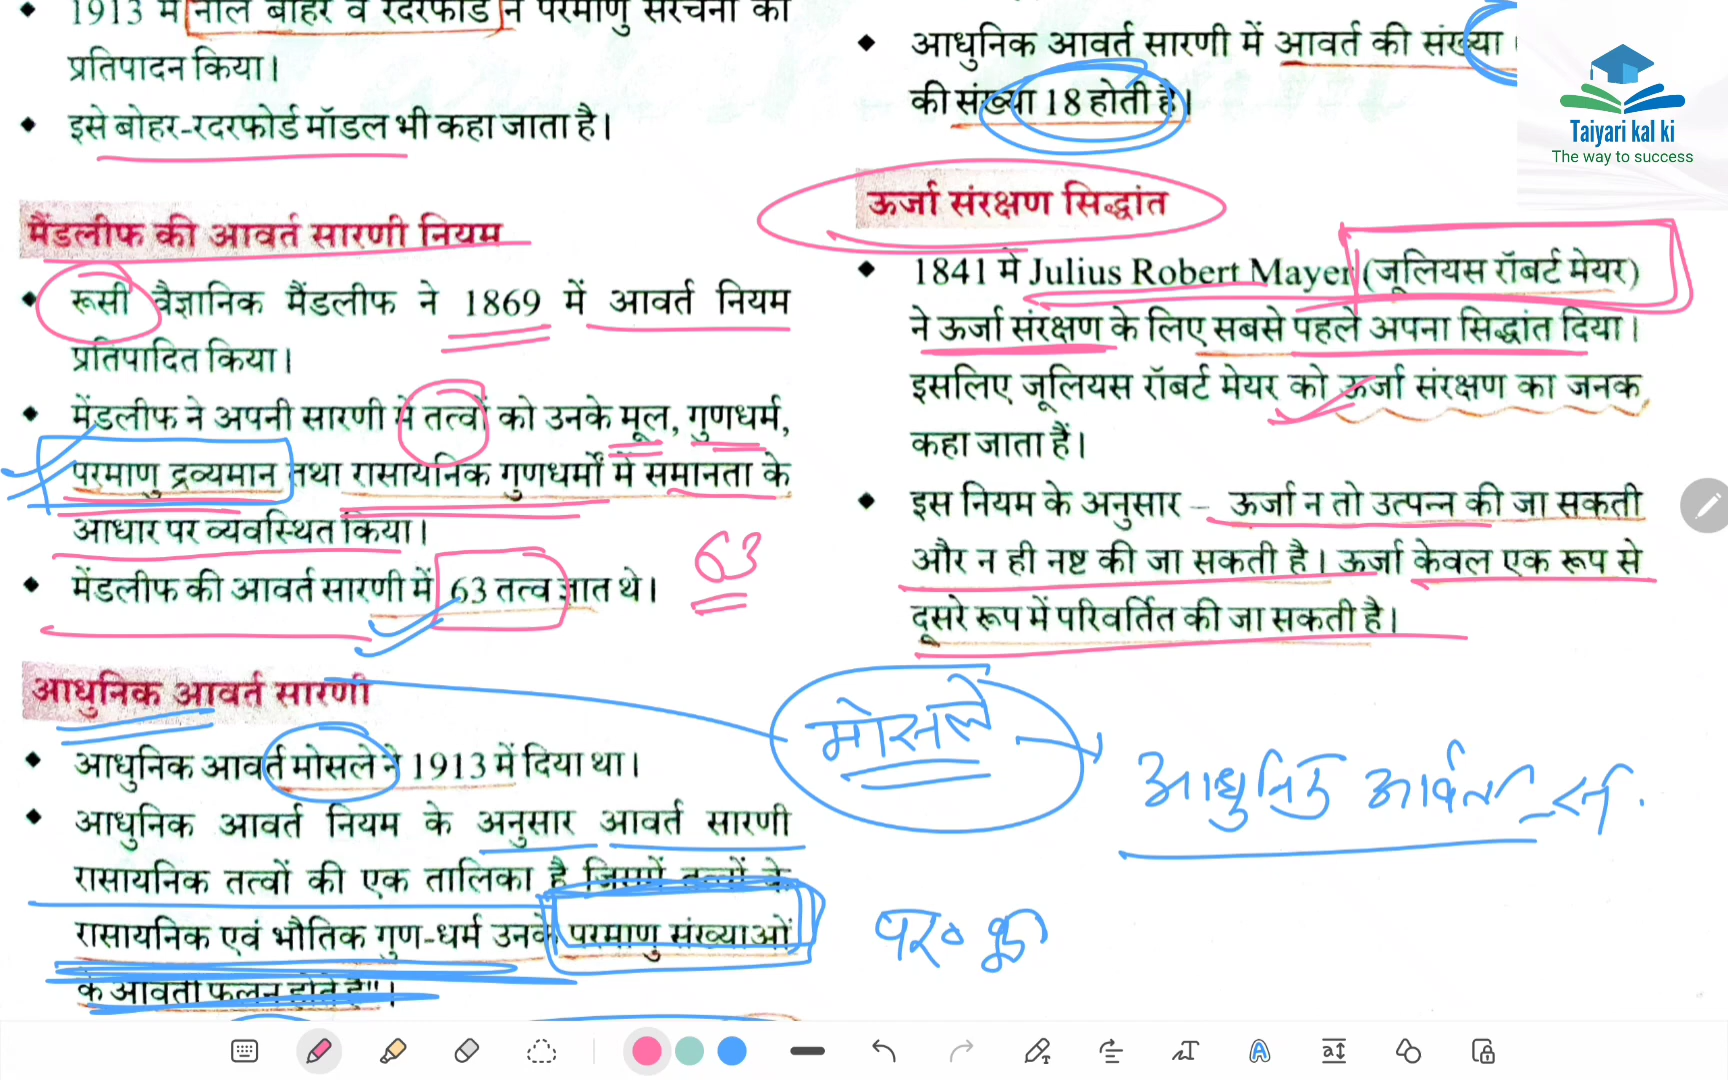 1913 में नील बोहर व रदरफोर्ड ने परमाणु संरचना का
प्रतिपादन किया।
इसे बोहर-रदरफोर्ड मॉडल भी कहा जाता है।
मैंडलीफ की आवर्त सारणी नियम
रूसी वैज्ञानिक मैंडलीफ ने 1869 में आवर्त नियम
प्रतिपादित किया।
मेंडलीफ ने अपनी सारणी में तत्वों को उनके मूल, गुणधर्म,
परमाणु द्रव्यमान तथा रासायनिक गुणधर्मों में समानता के
आधार पर व्यवस्थित किया।
मेंडलीफ की आवर्त सारणी में 63 तत्व ज्ञात थे।
63
आधुनिक आवर्त सारणी
आधुनिक आवर्त मोसले ने 1913 में दिया था।
आधुनिक आवर्त नियम के अनुसार आवर्त सारणी
रासायनिक तत्वों की एक तालिका है जिसमें तत्वों के
रासायनिक एवं भौतिक गुण-धर्म उनके परमाणु संख्याओं
के आवर्ती फलन होते हैं"।
आधुनिक आवर्त सारणी में आवर्त की संख्या
की संख्या 18 होती है।
ऊर्जा संरक्षण सिद्धांत
1841 में Julius Robert Mayer (जूलियस रॉबर्ट मेयर)
ने ऊर्जा संरक्षण के लिए सबसे पहले अपना सिद्धांत दिया।
इसलिए जूलियस रॉबर्ट मेयर को ऊर्जा संरक्षण का जनक
कहा जाता हैं।
इस नियम के अनुसार – ऊर्जा न तो उत्पन्न की जा सकती
और न ही नष्ट की जा सकती है। ऊर्जा केवल एक रूप से
दूसरे रूप में परिवर्तित की जा सकती है।
मोसले
आधुनिक
Taiyari kal ki
The way to success